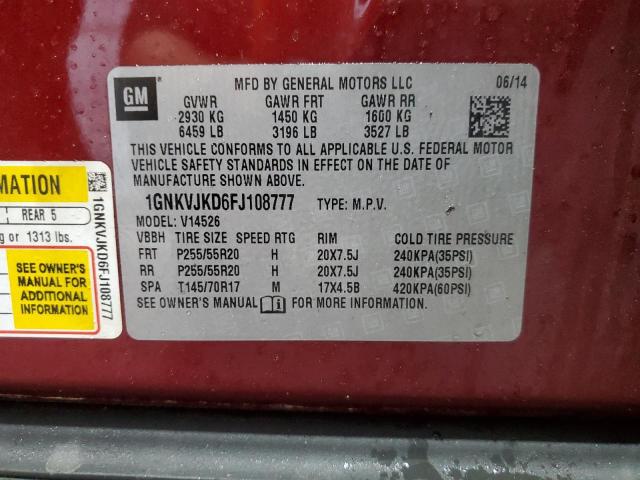 GM
MFD BY GENERAL MOTORS LLC 06/14
GVWR GAWR FRT GAWR RR
2930 KG 1450 KG 1600 KG
6459 LB 3196 LB 3527 LB
THIS VEHICLE CONFORMS TO ALL APPLICABLE U.S. FEDERAL MOTOR
VEHICLE SAFETY STANDARDS IN EFFECT ON THE DATE OF
MANUFACTURE SHOWN ABOVE.
1GNKVJKD6FJ108777 TYPE: M.P.V.
MODEL: V14526
VBBH TIRE SIZE SPEED RTG RIM COLD TIRE PRESSURE
FRT P255/55R20 H 20X7.5J 240KPA(35PSI)
RR P255/55R20 H 20X7.5J 240KPA(35PSI)
SPA T145/70R17 M 17X4.5B 420KPA(60PSI)
SEE OWNER'S MANUAL FOR MORE INFORMATION.
REAR 5
or 1313 lbs.
SEE OWNER'S
MANUAL FOR
ADDITIONAL
INFORMATION
1GNKVJKD6FJ108777